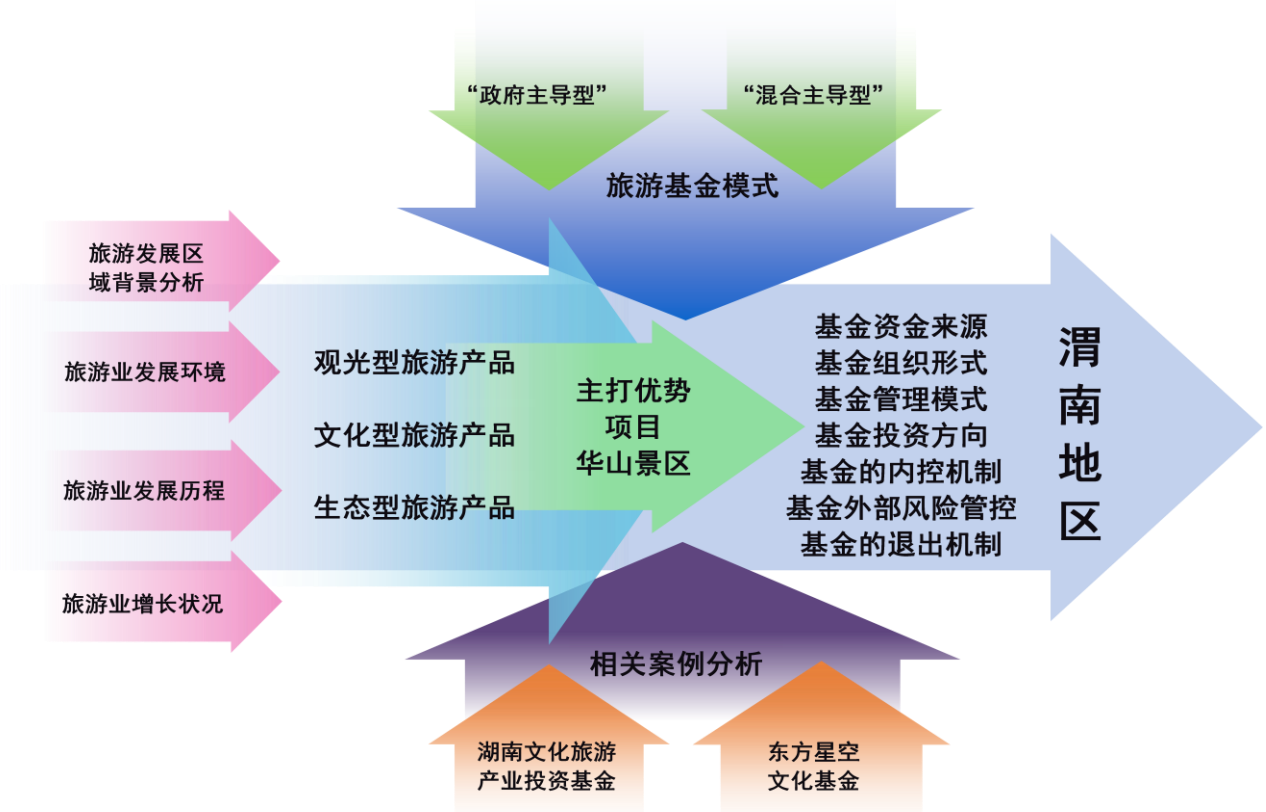 “政府主导型”
“混合主导型”
旅游基金模式
旅游发展区
域背景分析
旅游业发展环境
旅游业发展历程
旅游业增长状况
观光型旅游产品
文化型旅游产品
生态型旅游产品
主打优势
项目
华山景区
基金资金来源
基金组织形式
基金管理模式
基金投资方向
基金的内控机制
基金外部风险管控
基金的退出机制
渭南地区
相关案例分析
湖南文化旅游
产业投资基金
东方星空
文化基金